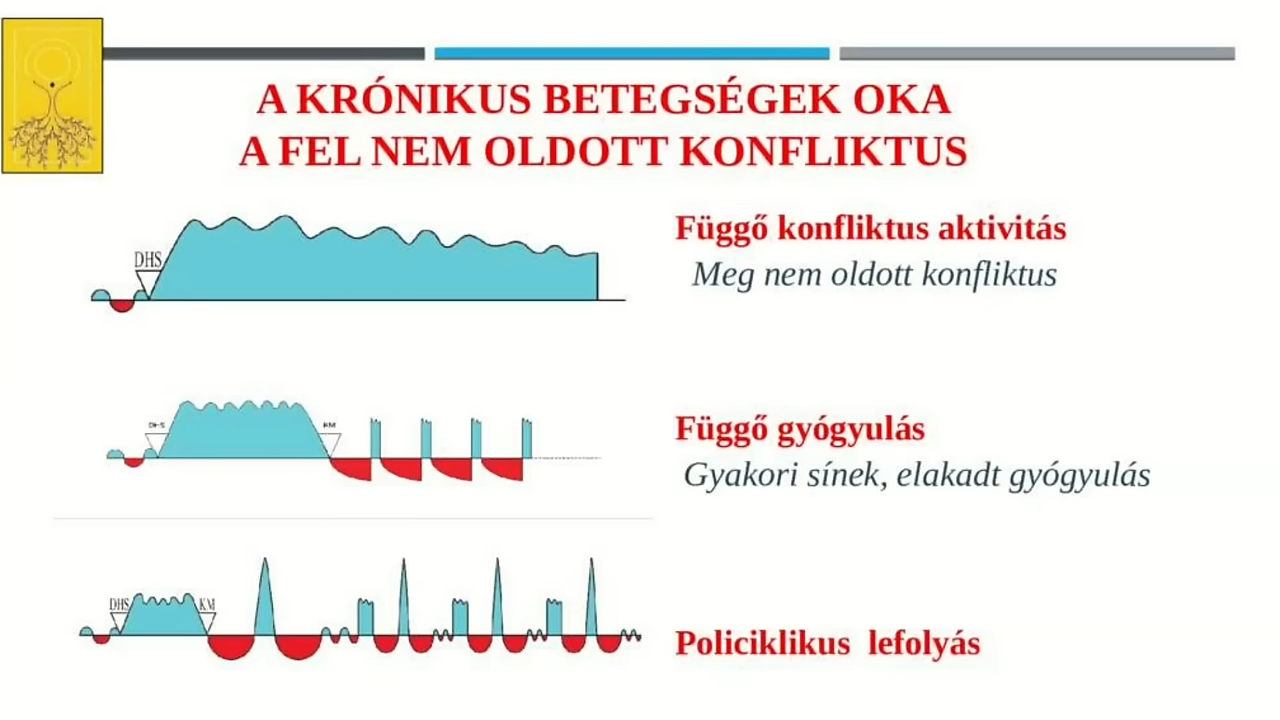 A KRÓNIKUS BETEGSÉGEK OKA
A FEL NEM OLDOTT KONFLIKTUS
DHS
Függő konfliktus aktivitás
Meg nem oldott konfliktus
DHS
KM
Függő gyógyulás
Gyakori sínek, elakadt gyógyulás
DHS
KM
Policiklikus lefolyás